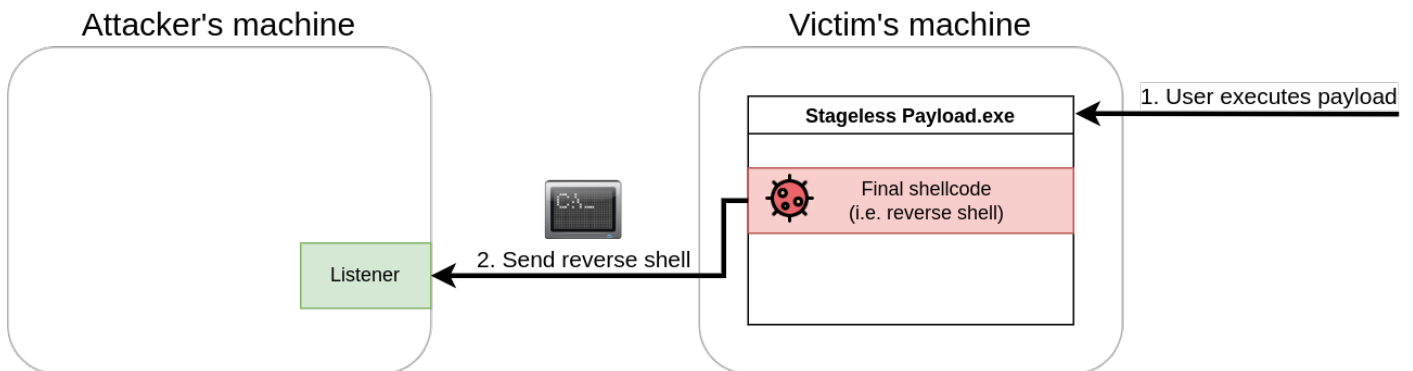 Attacker's machine
Victim's machine
1. User executes payload
Stageless Payload.exe
Final shellcode
(i.e. reverse shell)
C:\_
2. Send reverse shell
Listener